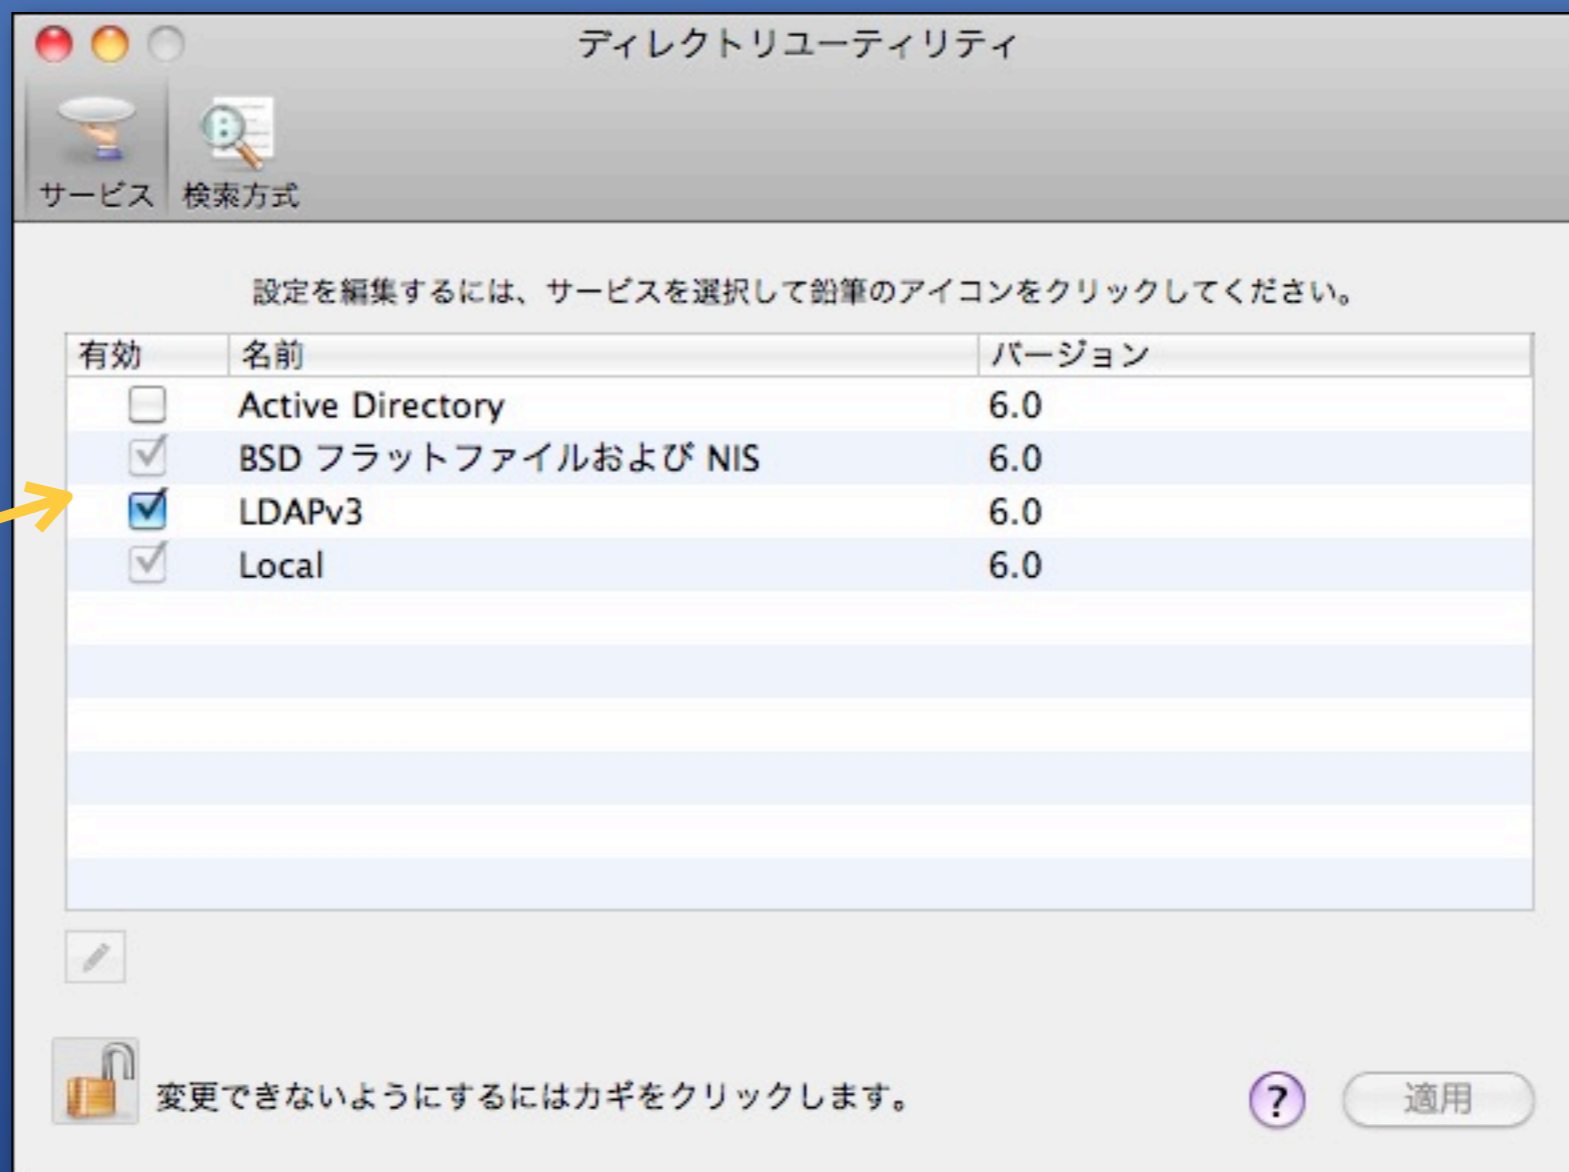 ディレクトリユーティリティ
サービス 検索方式
設定を編集するには、サービスを選択して鉛筆のアイコンをクリックしてください。
有効 名前 バージョン
Active Directory 6.0
BSD フラットファイルおよび NIS 6.0
LDAPv3 6.0
Local 6.0
変更できないようにするにはカギをクリックします。 ? 適用